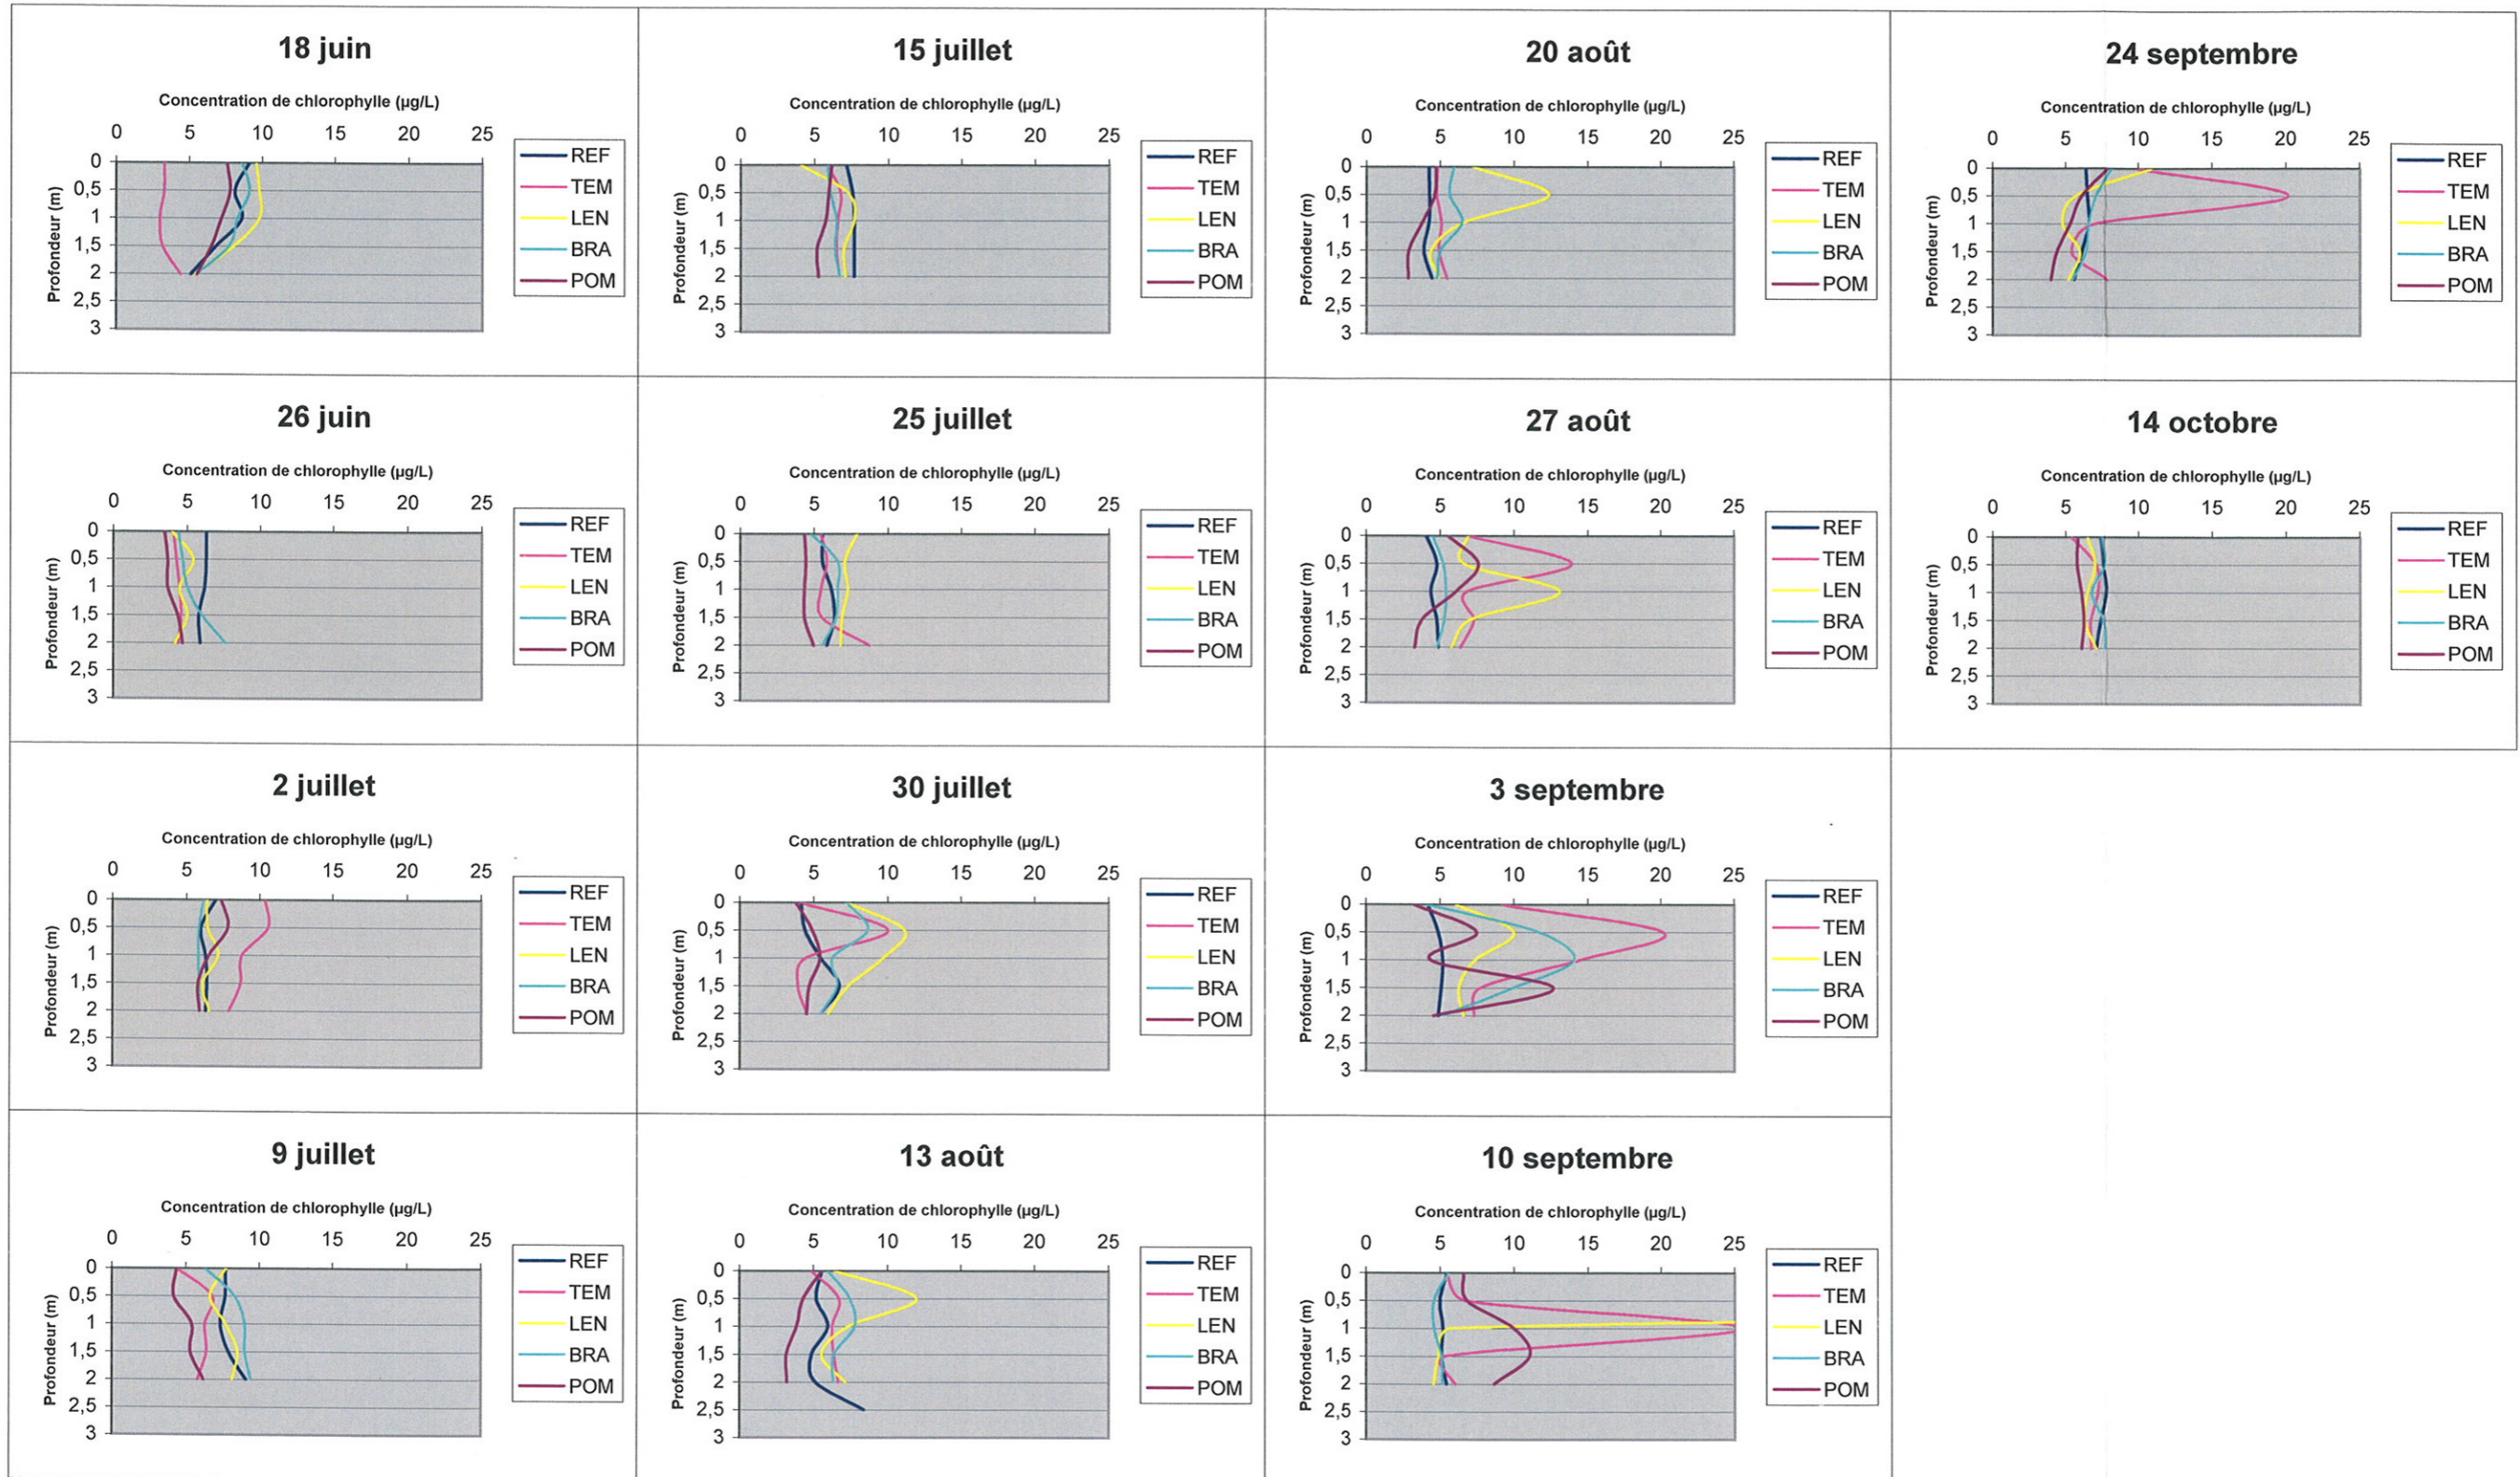 18 juin
Concentration de chlorophylle (µg/L)
0 5 10 15 20 25
Profondeur (m)
0
0,5
1
1,5
2
2,5
3
REF
TEM
LEN
BRA
POM
26 juin
Concentration de chlorophylle (µg/L)
0 5 10 15 20 25
Profondeur (m)
0
0,5
1
1,5
2
2,5
3
REF
TEM
LEN
BRA
POM
2 juillet
Concentration de chlorophylle (µg/L)
0 5 10 15 20 25
Profondeur (m)
0
0,5
1
1,5
2
2,5
3
REF
TEM
LEN
BRA
POM
9 juillet
Concentration de chlorophylle (µg/L)
0 5 10 15 20 25
Profondeur (m)
0
0,5
1
1,5
2
2,5
3
REF
TEM
LEN
BRA
POM
15 juillet
Concentration de chlorophylle (µg/L)
0 5 10 15 20 25
Profondeur (m)
0
0,5
1
1,5
2
2,5
3
REF
TEM
LEN
BRA
POM
25 juillet
Concentration de chlorophylle (µg/L)
0 5 10 15 20 25
Profondeur (m)
0
0,5
1
1,5
2
2,5
3
REF
TEM
LEN
BRA
POM
30 juillet
Concentration de chlorophylle (µg/L)
0 5 10 15 20 25
Profondeur (m)
0
0,5
1
1,5
2
2,5
3
REF
TEM
LEN
BRA
POM
13 août
Concentration de chlorophylle (µg/L)
0 5 10 15 20 25
Profondeur (m)
0
0,5
1
1,5
2
2,5
3
REF
TEM
LEN
BRA
POM
20 août
Concentration de chlorophylle (µg/L)
0 5 10 15 20 25
Profondeur (m)
0
0,5
1
1,5
2
2,5
3
REF
TEM
LEN
BRA
POM
27 août
Concentration de chlorophylle (µg/L)
0 5 10 15 20 25
Profondeur (m)
0
0,5
1
1,5
2
2,5
3
REF
TEM
LEN
BRA
POM
3 septembre
Concentration de chlorophylle (µg/L)
0 5 10 15 20 25
Profondeur (m)
0
0,5
1
1,5
2
2,5
3
REF
TEM
LEN
BRA
POM
10 septembre
Concentration de chlorophylle (µg/L)
0 5 10 15 20 25
Profondeur (m)
0
0,5
1
1,5
2
2,5
3
REF
TEM
LEN
BRA
POM
24 septembre
Concentration de chlorophylle (µg/L)
0 5 10 15 20 25
Profondeur (m)
0
0,5
1
1,5
2
2,5
3
REF
TEM
LEN
BRA
POM
14 octobre
Concentration de chlorophylle (µg/L)
0 5 10 15 20 25
Profondeur (m)
0
0,5
1
1,5
2
2,5
3
REF
TEM
LEN
BRA
POM